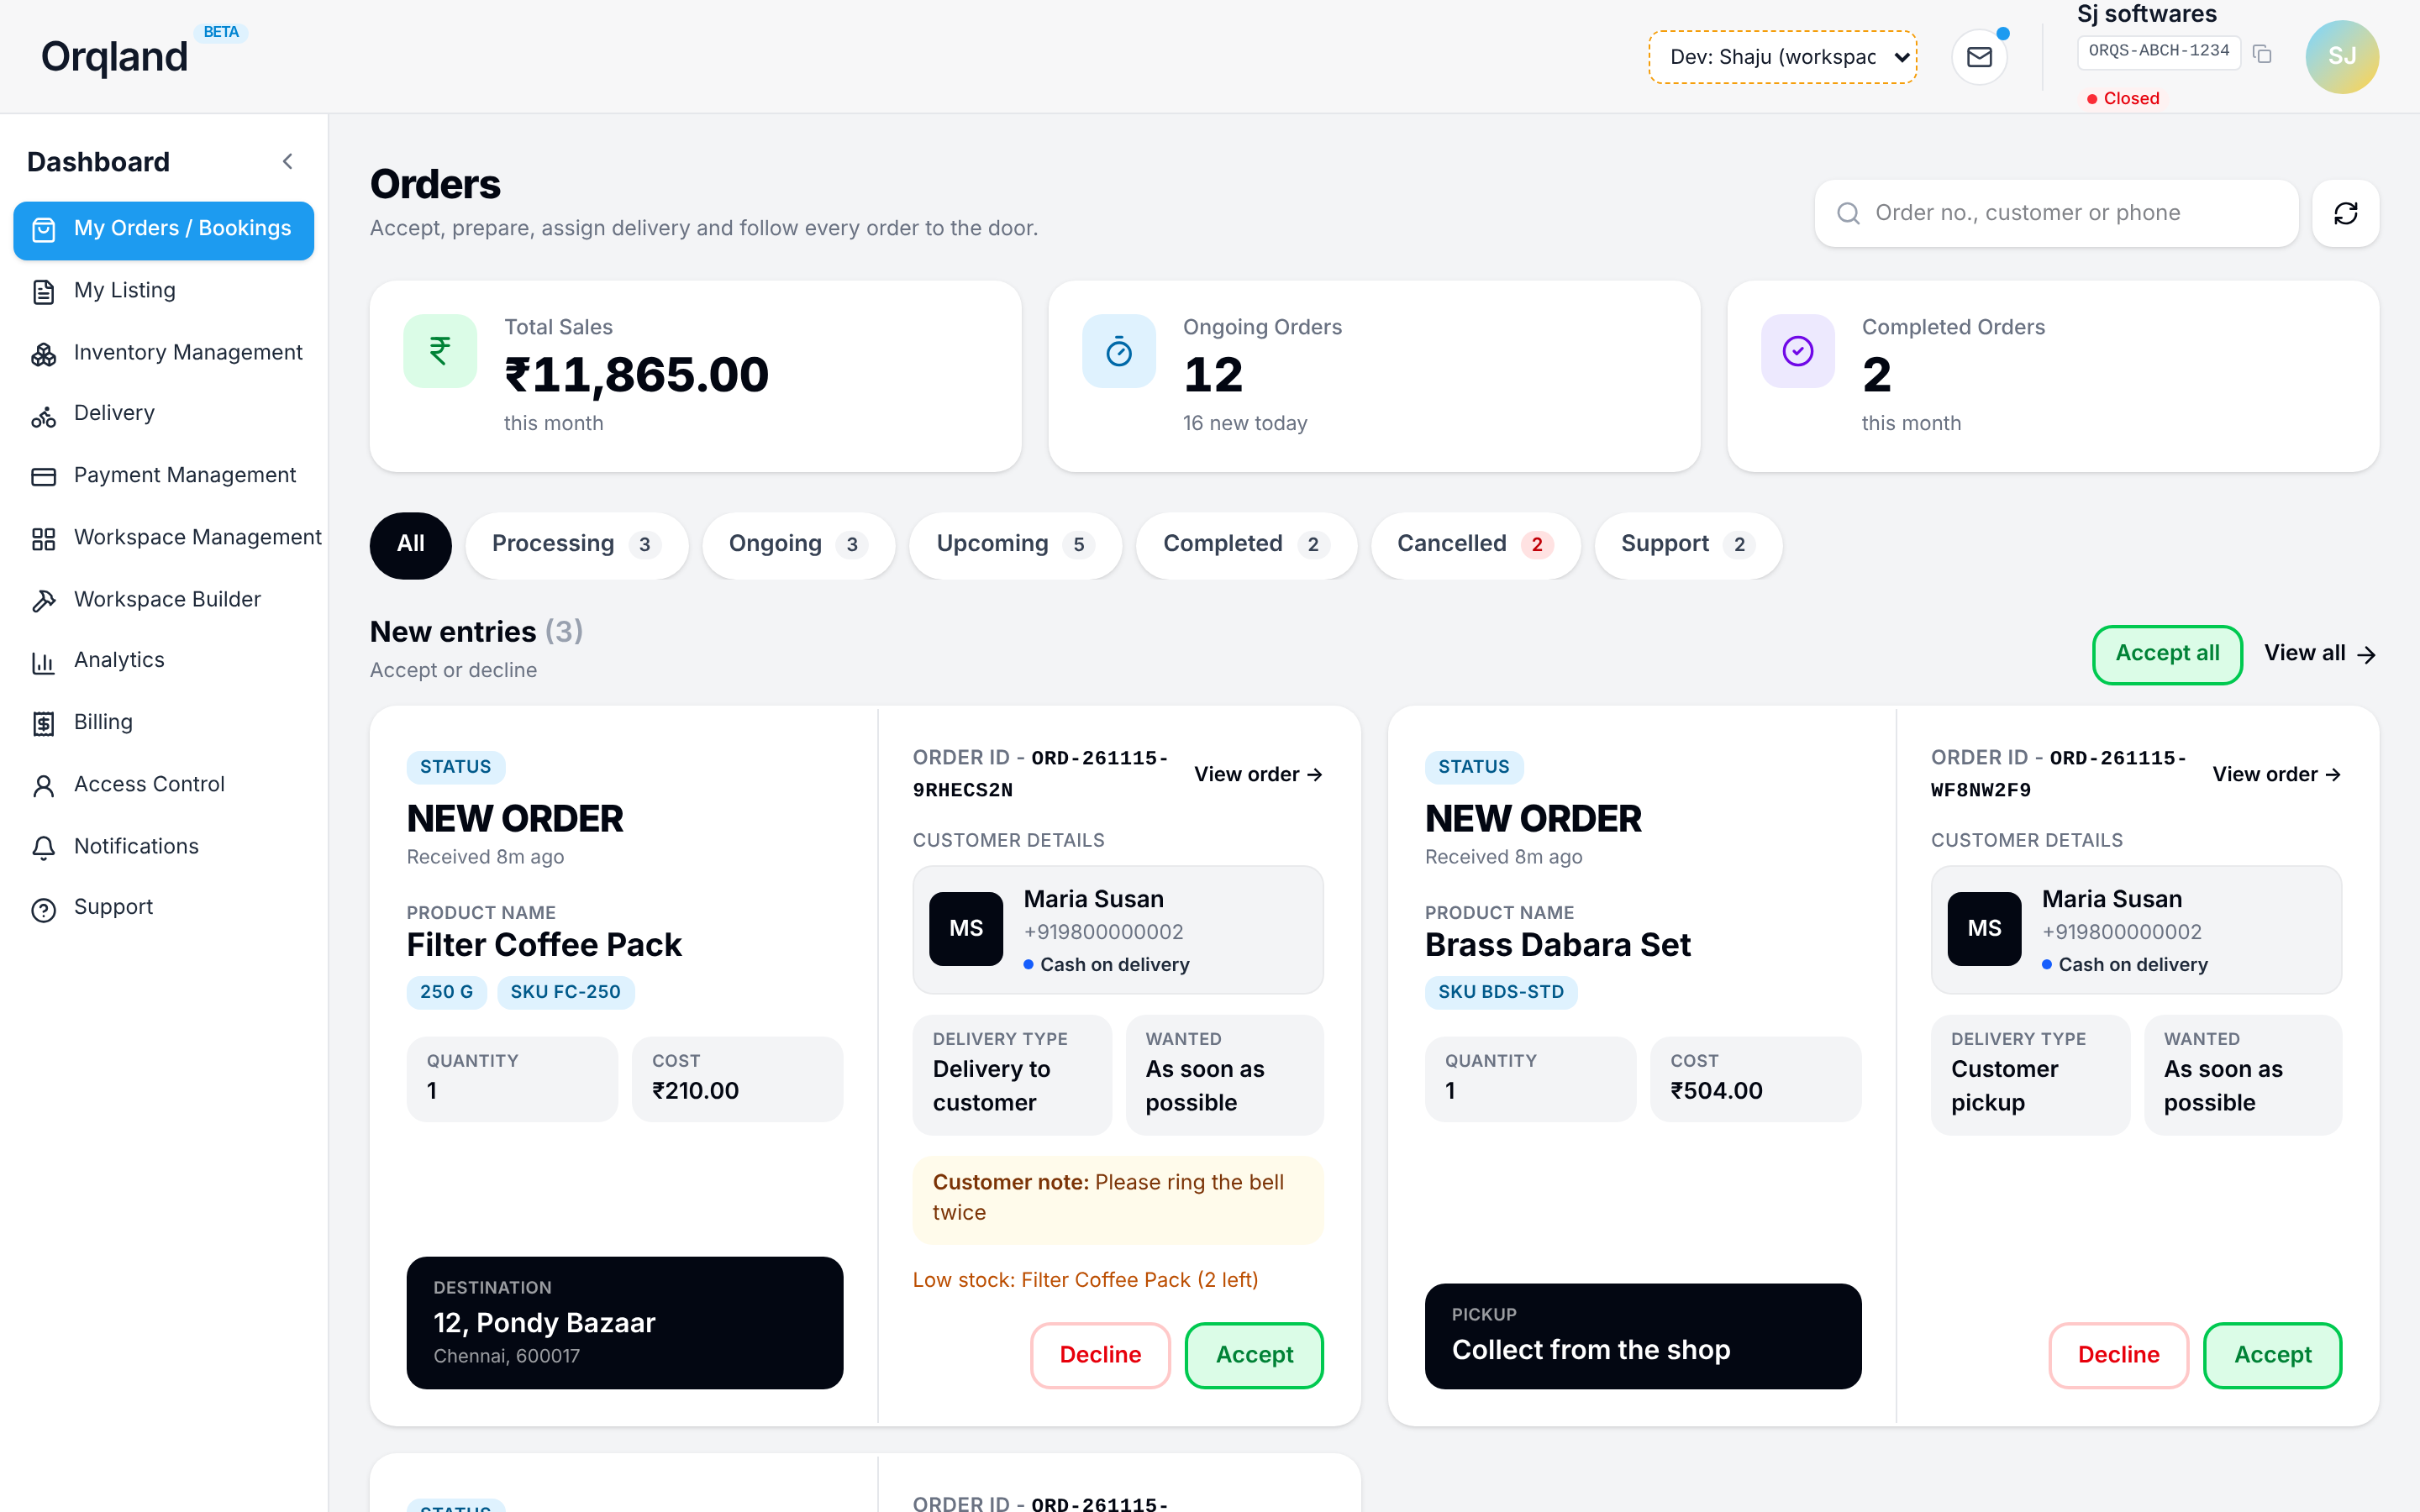 Orqland
BETA
Dev: Shaju (workspac
Sj softwares
ORQS-ABCH-1234
Closed
SJ
Dashboard
My Orders / Bookings
My Listing
Inventory Management
Delivery
Payment Management
Workspace Management
Workspace Builder
Analytics
Billing
Access Control
Notifications
Support
Orders
Accept, prepare, assign delivery and follow every order to the door.
Order no., customer or phone
₹
Total Sales
₹11,865.00
this month
Ongoing Orders
12
16 new today
Completed Orders
2
this month
All
Processing 3
Ongoing 3
Upcoming 5
Completed 2
Cancelled 2
Support 2
New entries (3)
Accept or decline
Accept all
View all →
STATUS
NEW ORDER
Received 8m ago
PRODUCT NAME
Filter Coffee Pack
250 G
SKU FC-250
QUANTITY
1
COST
₹210.00
DESTINATION
12, Pondy Bazaar
Chennai, 600017
ORDER ID - ORD-261115-
9RHECS2N
View order →
CUSTOMER DETAILS
MS
Maria Susan
+919800000002
Cash on delivery
DELIVERY TYPE
Delivery to
customer
WANTED
As soon as
possible
Customer note: Please ring the bell
twice
Low stock: Filter Coffee Pack (2 left)
Decline
Accept
STATUS
NEW ORDER
Received 8m ago
PRODUCT NAME
Brass Dabara Set
SKU BDS-STD
QUANTITY
1
COST
₹504.00
PICKUP
Collect from the shop
ORDER ID - ORD-261115-
WF8NW2F9
View order →
CUSTOMER DETAILS
MS
Maria Susan
+919800000002
Cash on delivery
DELIVERY TYPE
Customer
pickup
WANTED
As soon as
possible
Decline
Accept
STATUS
ORDER ID - ORD-261115-